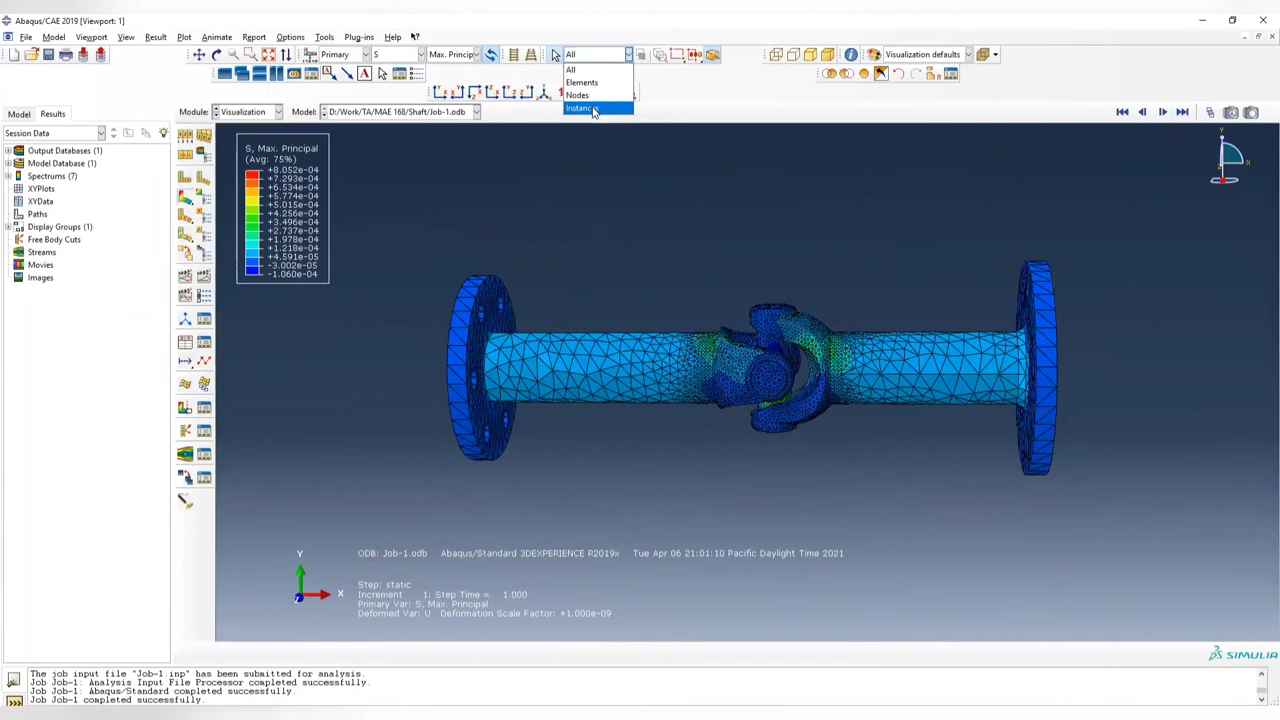 Abaqus/CAE 2019 [Viewport: 1]
File Model Viewport View Result Plot Animate Report Options Tools Plug-ins Help
Primary S Max. Princip All
Visualization defaults
All
Elements
Nodes
Module: Visualization Model: D:/Work/TA/MAE 168/Shaft/Job-1.odb
Model Results
Session Data
Output Databases (1)
Model Database (1)
Spectrums (7)
XYPlots
XYData
Paths
Display Groups (1)
Free Body Cuts
Streams
Movies
Images
S, Max. Principal
(Avg: 75%)
+8.052e-04
+7.293e-04
+6.534e-04
+5.774e-04
+5.015e-04
+4.256e-04
+3.496e-04
+2.737e-04
+1.978e-04
+1.218e-04
+4.591e-05
-3.002e-05
-1.060e-04
Y
X
Y
X
Z
ODB: Job-1.odb Abaqus/Standard 3DEXPERIENCE R2019x Tue Apr 06 21:01:10 Pacific Daylight Time 2021
Step: static
Increment 1: Step Time = 1.000
Primary Var: S, Max. Principal
Deformed Var: U Deformation Scale Factor: +1.000e-09
SIMULIA
The job input file "Job-1.inp" has been submitted for analysis.
Job Job-1: Analysis Input File Processor completed successfully.
Job Job-1: Abaqus/Standard completed successfully.
Job Job-1 completed successfully.